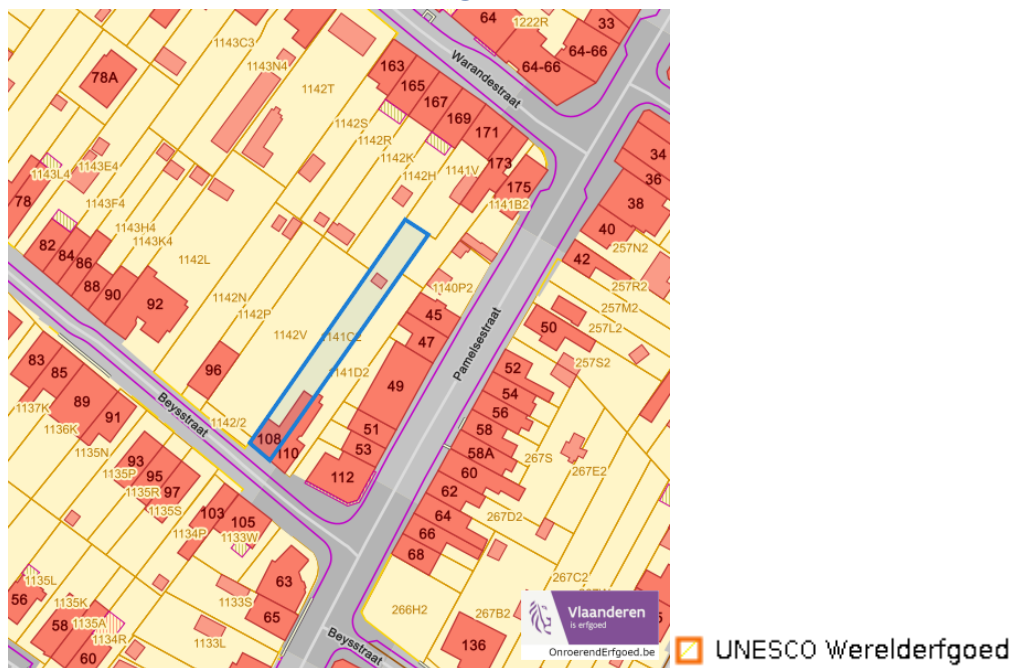 64
1222R
33
64-66
64-66
1143C3
1143N4
163
Warandestraat
78A
1142T
165
167
1142S
169
1142R
171
34
1142K
173
1141V
36
1143L4
1143E4
1142H
175
78
1143F4
1141B2
38
1143H4
40
82
1143K4
257N2
84
86
1142L
42
257R2
88
1140P2
90
92
1142N
257M2
1142P
45
50
257L2
1142V
1141C2
47
Pamelsestraat
83
85
96
1141D2
49
52
257S2
1137K
89
Beysstraat
54
1136K
91
1142/2
56
1135N
108
51
58
93
110
53
58A
267S
1135P
95
112
60
267E2
1135R
97
62
1135S
103
105
64
267D2
1134P
1133W
66
68
63
267C2
1135L
56
1135K
1133S
65
266H2
267B2
58
1135A
1134R
1133L
60
Beysstraat
136
Vlaanderen
is erfgoed
OnroerendErfgoed.be
UNESCO Werelderfgoed